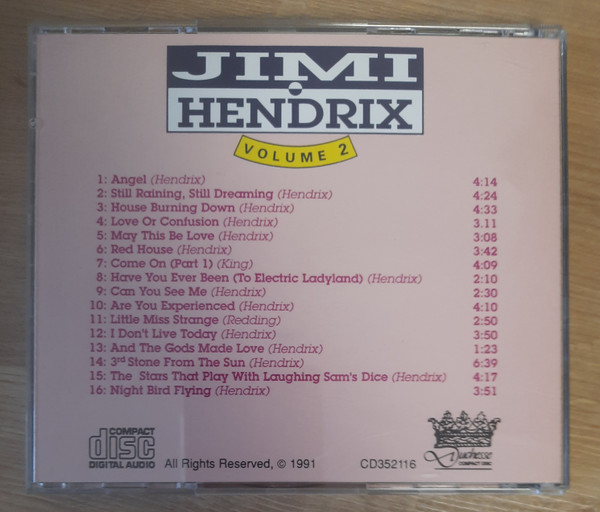 JIMI
HENDRIX
VOLUME 2
1: Angel (Hendrix) 4:14
2: Still Raining, Still Dreaming (Hendrix) 4:24
3: House Burning Down (Hendrix) 4:33
4: Love Or Confusion (Hendrix) 3.11
5: May This Be Love (Hendrix) 3:08
6: Red House (Hendrix) 3:42
7: Come On (Part 1) (King) 4:09
8: Have You Ever Been (To Electric Ladyland) (Hendrix) 2:10
9: Can You See Me (Hendrix) 2:30
10: Are You Experienced (Hendrix) 4:10
11: Little Miss Strange (Redding) 2:50
12: I Don't Live Today (Hendrix) 3:50
13: And The Gods Made Love (Hendrix) 1:23
14: 3rd Stone From The Sun (Hendrix) 6:39
15: The Stars That Play With Laughing Sam's Dice (Hendrix) 4:17
16: Night Bird Flying (Hendrix) 3:51
COMPACT
disc
DIGITAL AUDIO
All Rights Reserved, © 1991
CD352116
Duchesse
COMPACT DISC